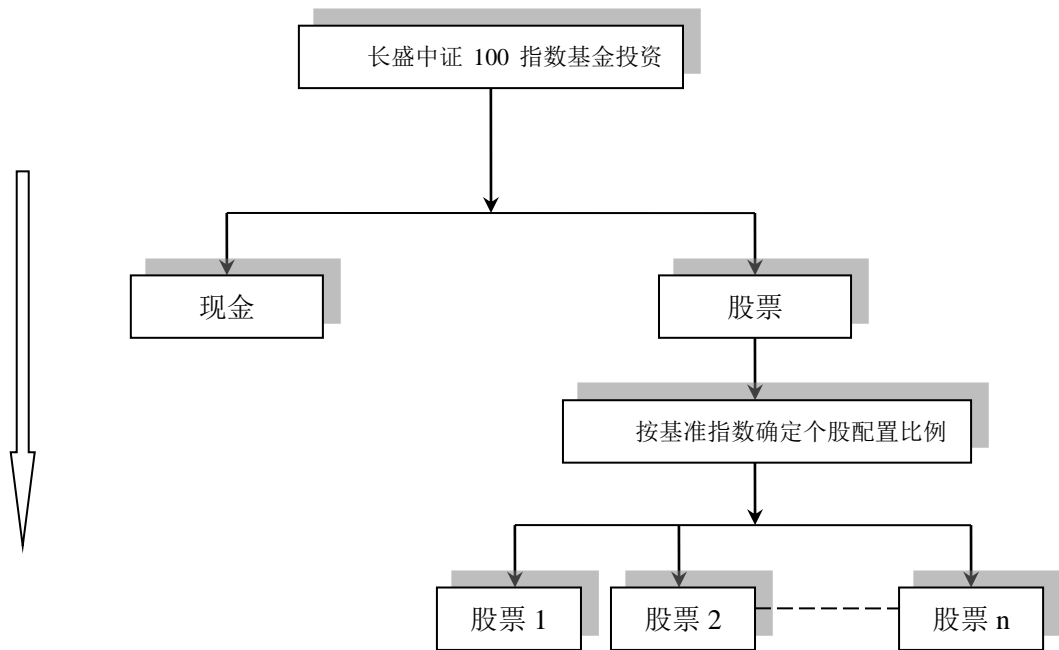 长盛中证 100 指数基金投资
现金
股票
按基准指数确定个股配置比例
股票 1
股票 2
股票 n